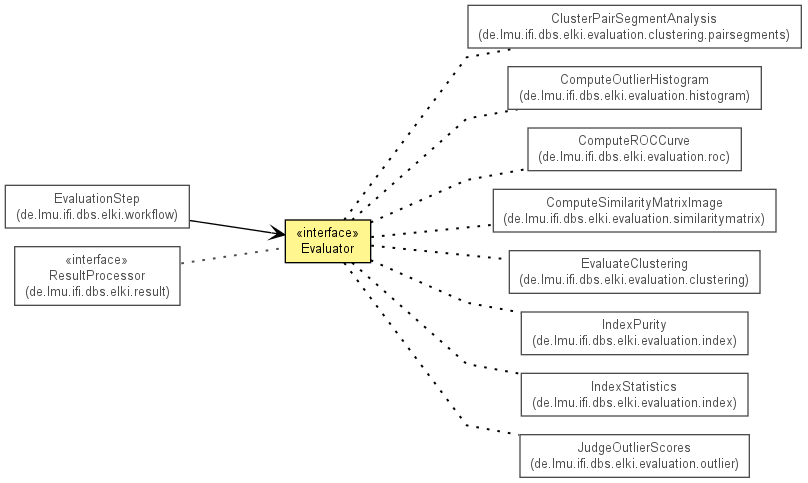 EvaluationStep
(de.lmu.ifi.dbs.elki.workflow)
«interface»
ResultProcessor
(de.lmu.ifi.dbs.elki.result)
«interface»
Evaluator
ClusterPairSegmentAnalysis
(de.lmu.ifi.dbs.elki.evaluation.clustering.pairsegments)
ComputeOutlierHistogram
(de.lmu.ifi.dbs.elki.evaluation.histogram)
ComputeROCCurve
(de.lmu.ifi.dbs.elki.evaluation.roc)
ComputeSimilarityMatrixImage
(de.lmu.ifi.dbs.elki.evaluation.similaritymatrix)
EvaluateClustering
(de.lmu.ifi.dbs.elki.evaluation.clustering)
IndexPurity
(de.lmu.ifi.dbs.elki.evaluation.index)
IndexStatistics
(de.lmu.ifi.dbs.elki.evaluation.index)
JudgeOutlierScores
(de.lmu.ifi.dbs.elki.evaluation.outlier)